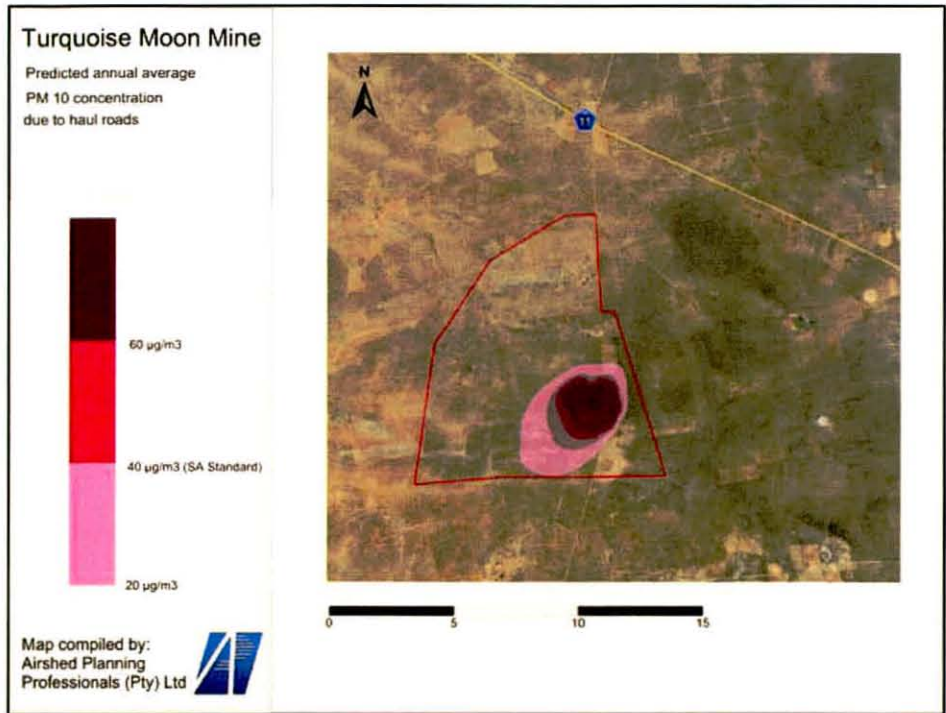 Turquoise Moon Mine
Predicted annual average
PM 10 concentration
due to haul roads
60 µg/m3
40 µg/m3 (SA Standard)
20 µg/m3
Map compiled by:
Airshed Planning
Professionals (Pty) Ltd
N
11
0 5 10 15